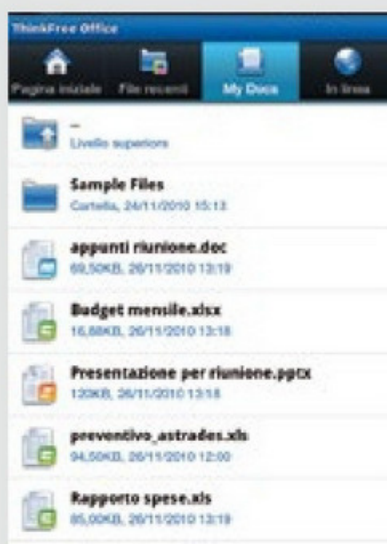 ThinkFree Office
Pagina iniziale File recenti My Docs In linea
..
Livello superiore
Sample Files
Cartella, 24/11/2010 15:13
appunti riunione.doc
69,50KB, 26/11/2010 13:19
Budget mensile.xlsx
16,88KB, 26/11/2010 13:18
Presentazione per riunione.pptx
120KB, 26/11/2010 13:18
preventivo_astrades.xls
94,50KB, 26/11/2010 12:00
Rapporto spese.xls
85,00KB, 26/11/2010 13:19